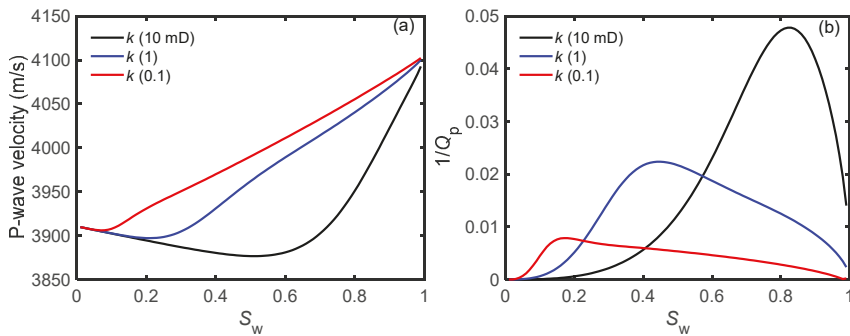 4150
4100
4050
4000
3950
3900
3850
P-wave velocity (m/s)
(a)
k (10 mD)
k (1)
k (0.1)
0
0.2
0.4
0.6
0.8
1
Sw
0.05
0.04
0.03
0.02
0.01
0
1/Qp
(b)
k (10 mD)
k (1)
k (0.1)
0
0.2
0.4
0.6
0.8
1
Sw